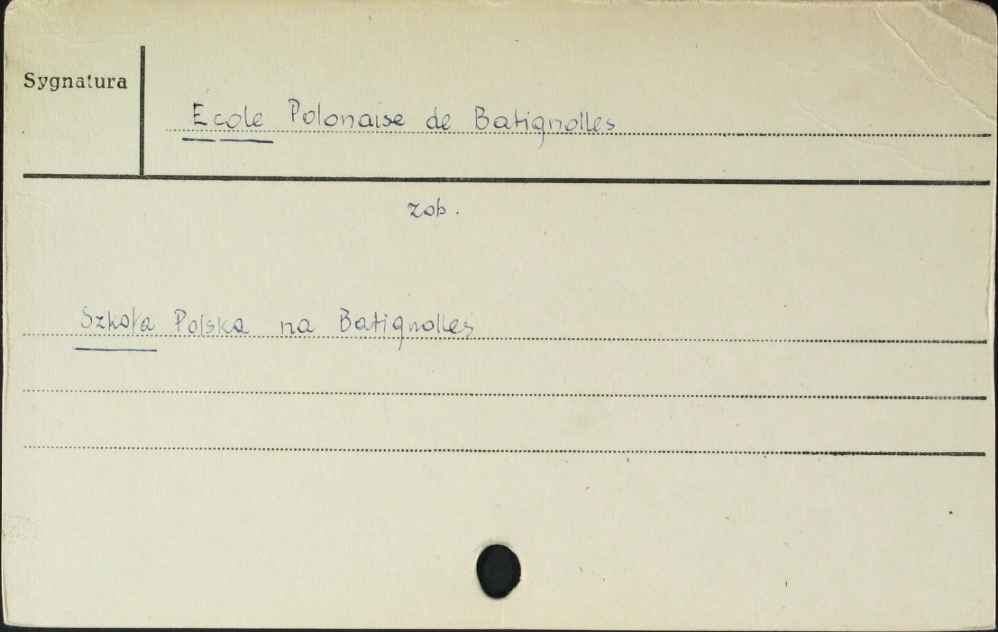 Sygnatura
Ecole Polonaise de Batignolles
zob.
Szkoła Polska na Batignolles